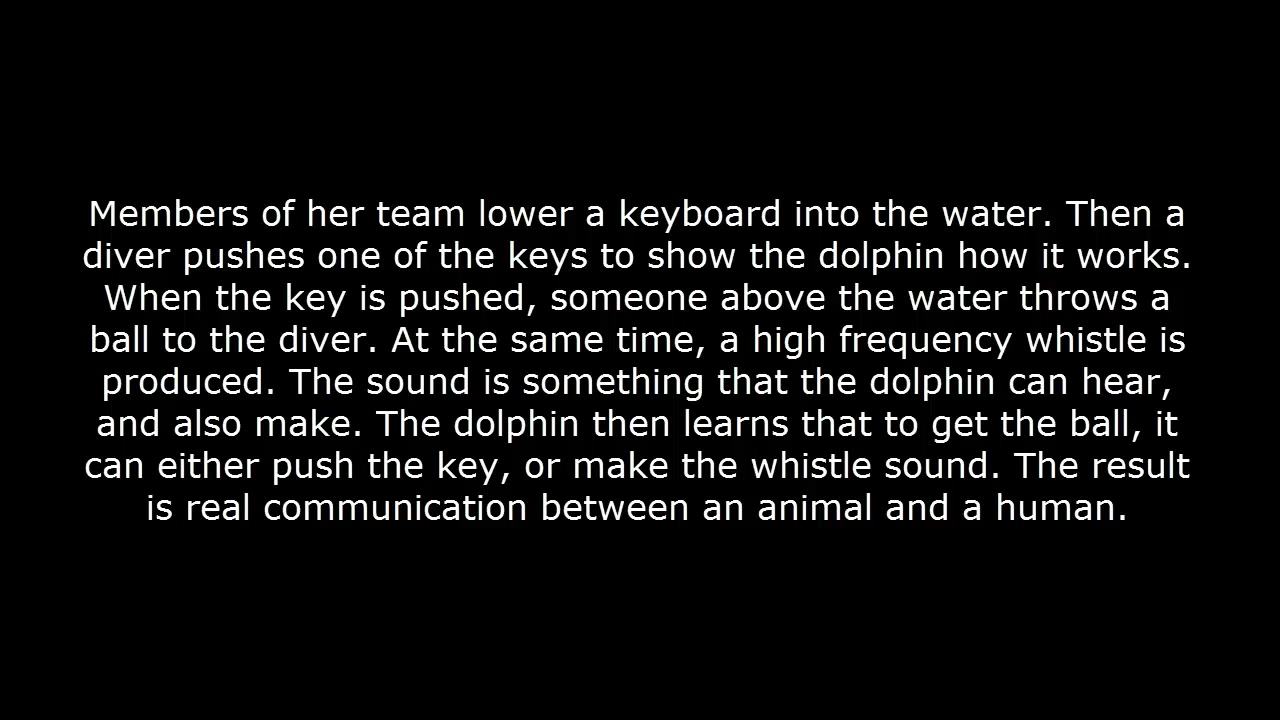 Members of her team lower a keyboard into the water. Then a
diver pushes one of the keys to show the dolphin how it works.
When the key is pushed, someone above the water throws a
ball to the diver. At the same time, a high frequency whistle is
produced. The sound is something that the dolphin can hear,
and also make. The dolphin then learns that to get the ball, it
can either push the key, or make the whistle sound. The result
is real communication between an animal and a human.